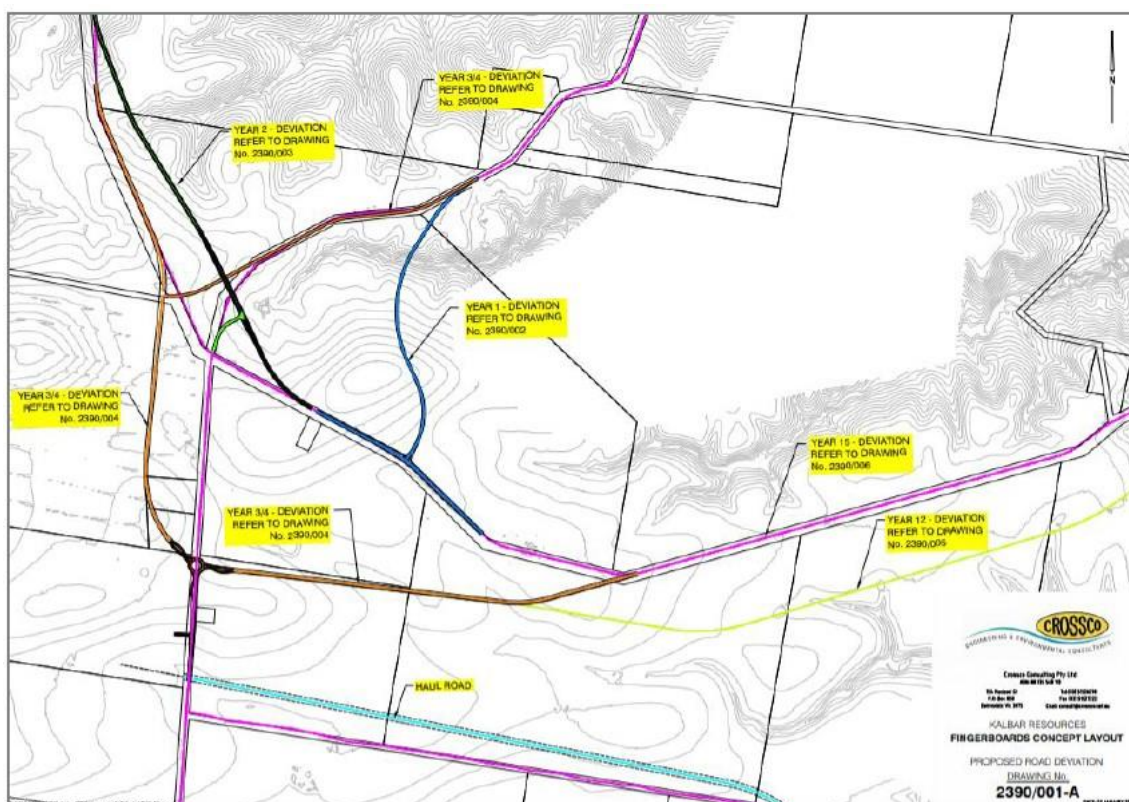 YEAR 3/4 - DEVIATION
REFER TO DRAWING
No. 2390/004
N
YEAR 2 - DEVIATION
REFER TO DRAWING
No. 2390/003
YEAR 1 - DEVIATION
REFER TO DRAWING
No. 2390/002
YEAR 3/4 - DEVIATION
REFER TO DRAWING
No. 2390/004
YEAR 15 - DEVIATION
REFER TO DRAWING
No. 2390/006
YEAR 3/4 - DEVIATION
REFER TO DRAWING
No. 2390/004
YEAR 12 - DEVIATION
REFER TO DRAWING
No. 2390/005
HAUL ROAD
CROSSCO
ENGINEERING & ENVIRONMENTAL CONSULTANTS
Crossco Consulting Pty Ltd
KALBAR RESOURCES
FINGERBOARDS CONCEPT LAYOUT
PROPOSED ROAD DEVIATION
DRAWING No.
2390/001-A